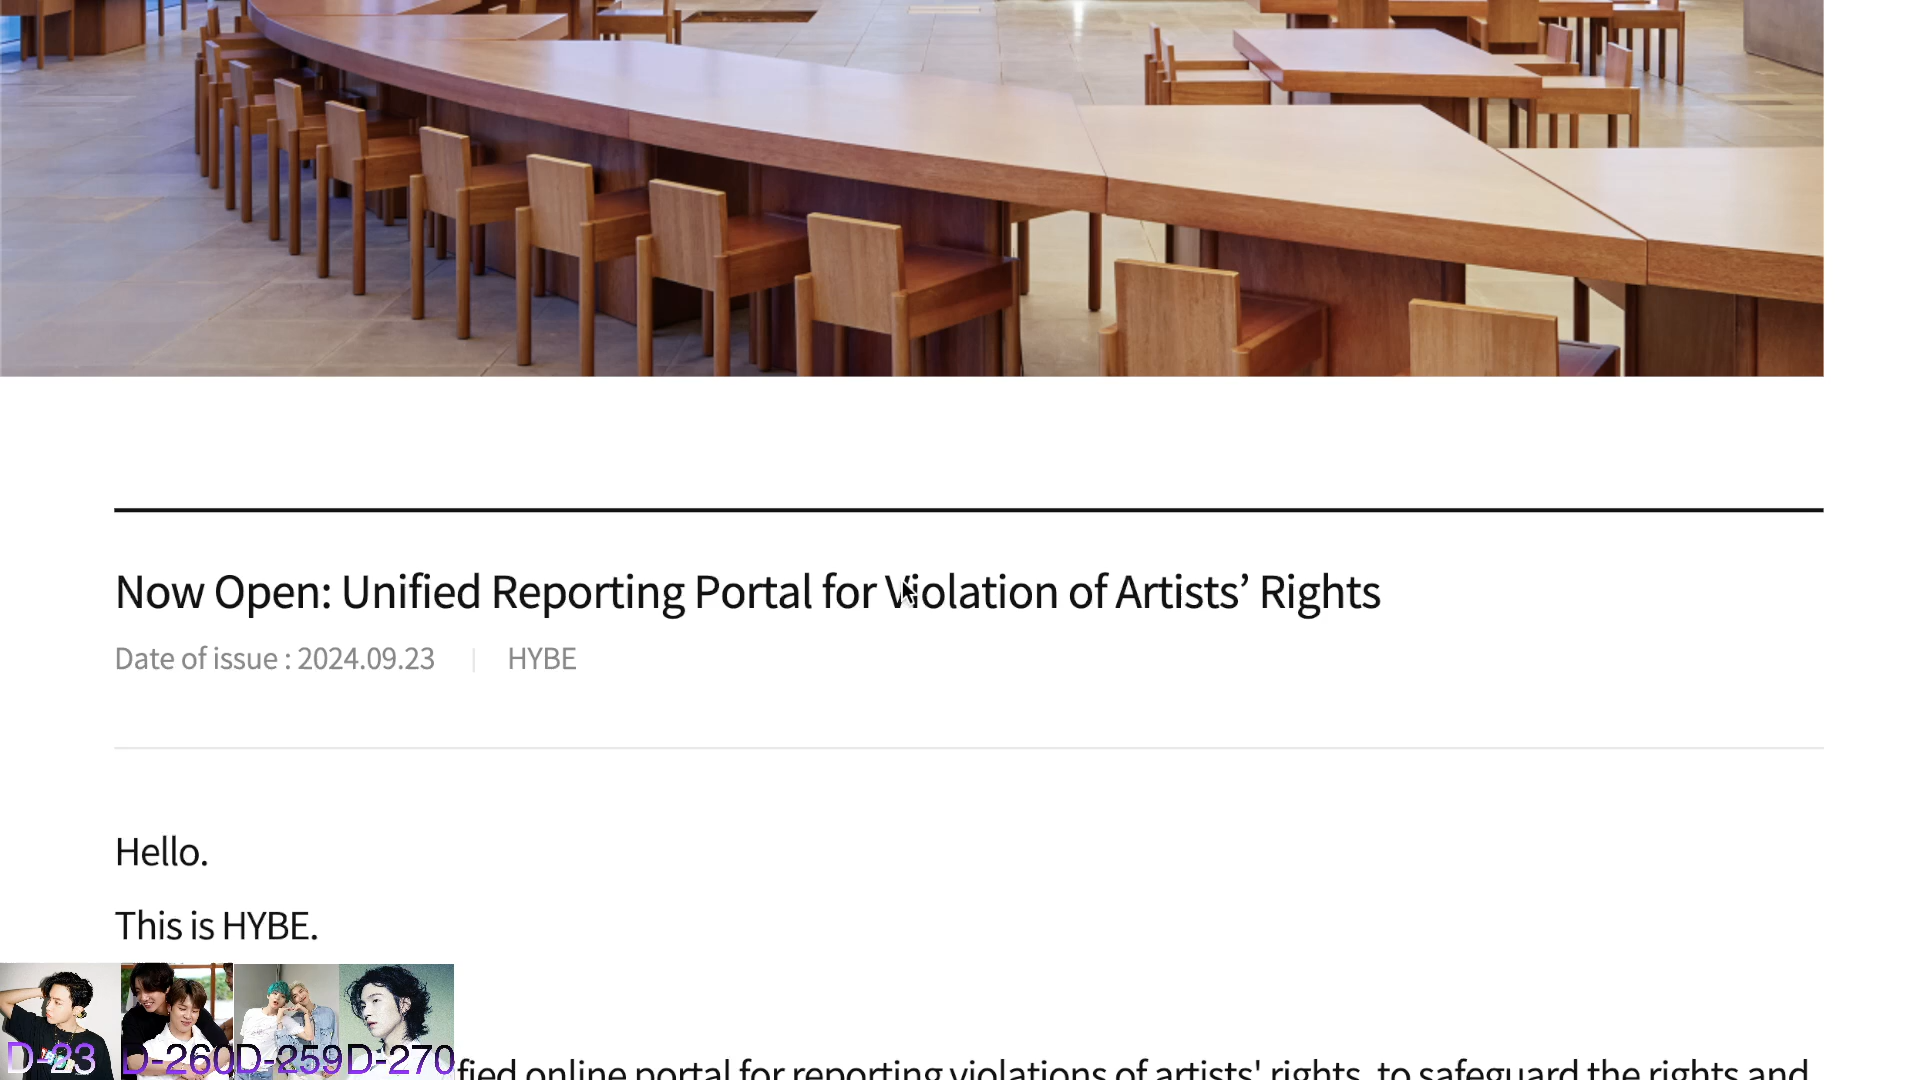 Now Open: Unified Reporting Portal for Violation of Artists’ Rights
Date of issue : 2024.09.23 | HYBE
Hello.
This is HYBE.
D-23 D-260 D-259 D-270
fied online portal for reporting violations of artists' rights, to safeguard the rights and